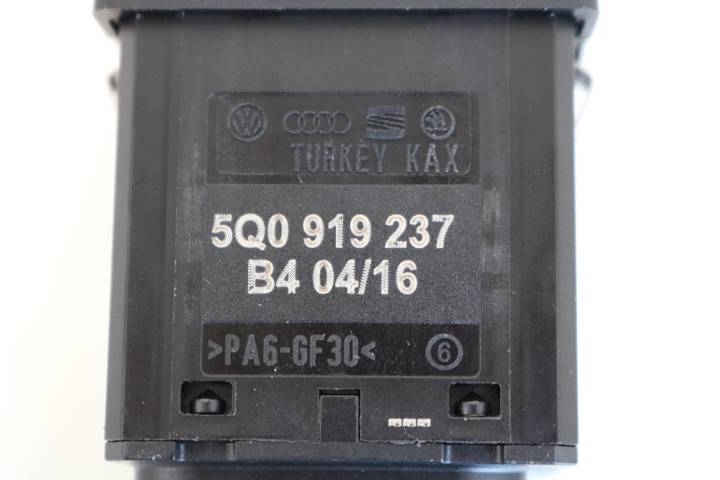 TURKEY KAX
5Q0 919 237
B4 04/16
>PA6-GF30< 6